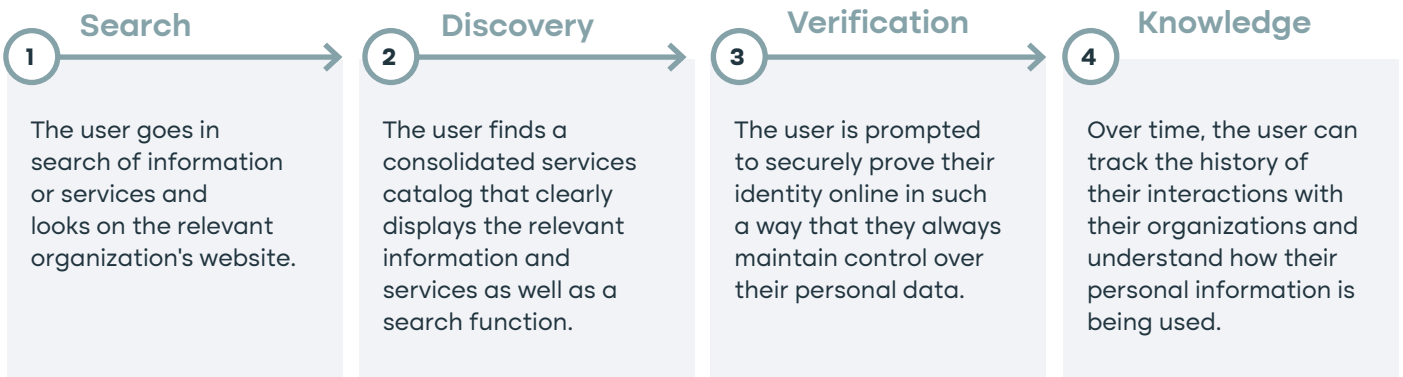 Search
1
The user goes in
search of information
or services and
looks on the relevant
organization's website.
Discovery
2
The user finds a
consolidated services
catalog that clearly
displays the relevant
information and
services as well as a
search function.
Verification
3
The user is prompted
to securely prove their
identity online in such
a way that they always
maintain control over
their personal data.
Knowledge
4
Over time, the user can
track the history of
their interactions with
their organizations and
understand how their
personal information is
being used.